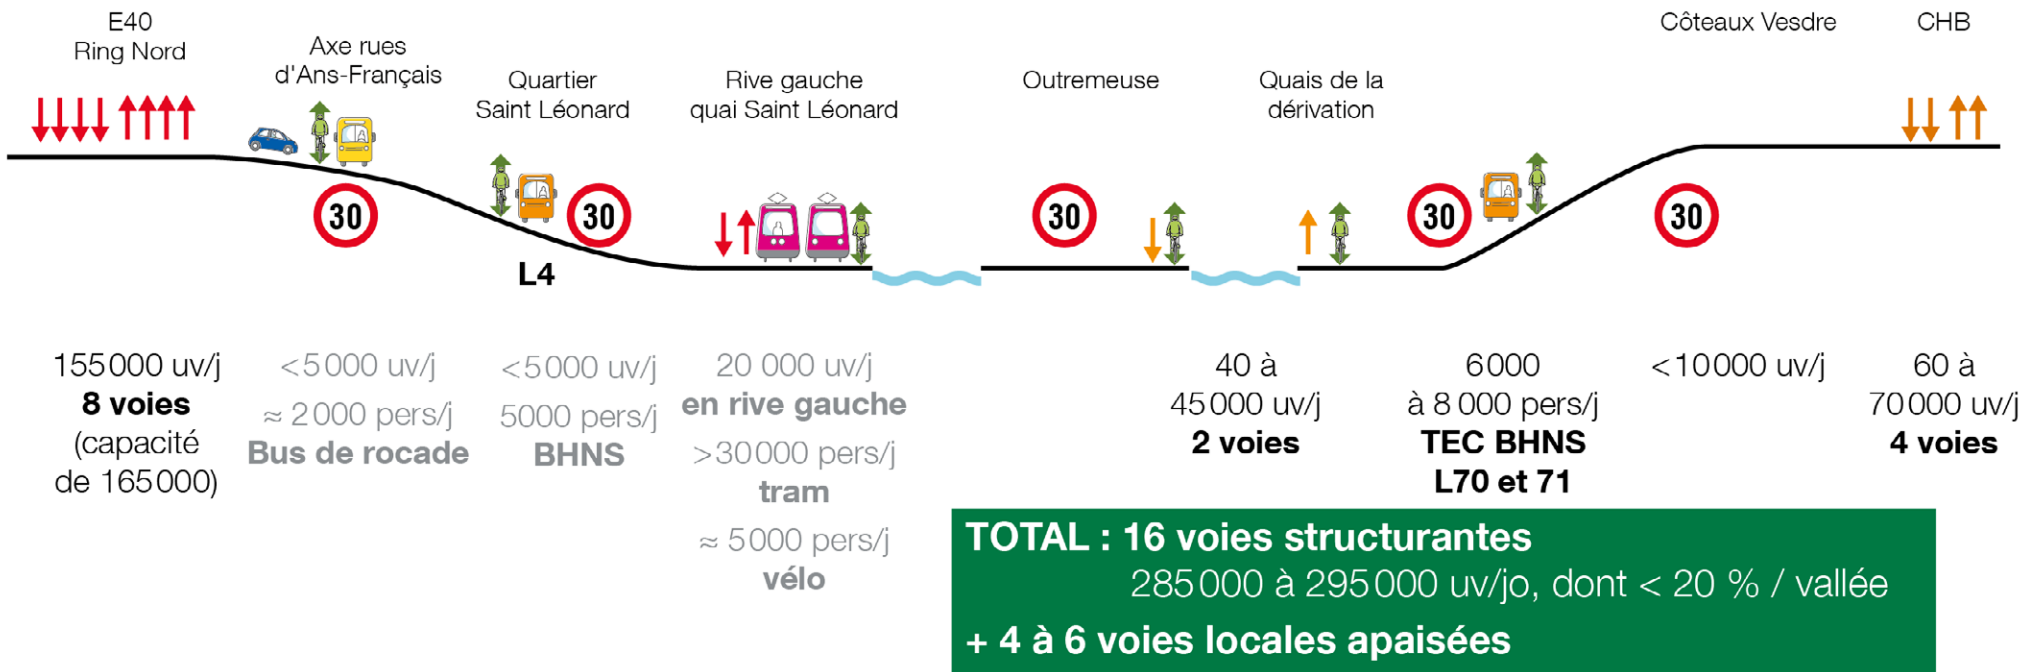 E40
Ring Nord
Axe rues
d'Ans-Français
Quartier
Saint Léonard
Rive gauche
quai Saint Léonard
Outremeuse
Quais de la
dérivation
Côteaux Vesdre
CHB
30
30
30
30
30
L4
155000 uv/j
8 voies
(capacité
de 165000)
<5000 uv/j
≈ 2000 pers/j
Bus de rocade
<5000 uv/j
5000 pers/j
BHNS
20 000 uv/j
en rive gauche
>30000 pers/j
tram
≈ 5000 pers/j
vélo
40 à
45000 uv/j
2 voies
6000
à 8000 pers/j
TEC BHNS
L70 et 71
<10000 uv/j
60 à
70000 uv/j
4 voies
TOTAL : 16 voies structurantes
285000 à 295000 uv/jo, dont < 20 % / vallée
+ 4 à 6 voies locales apaisées